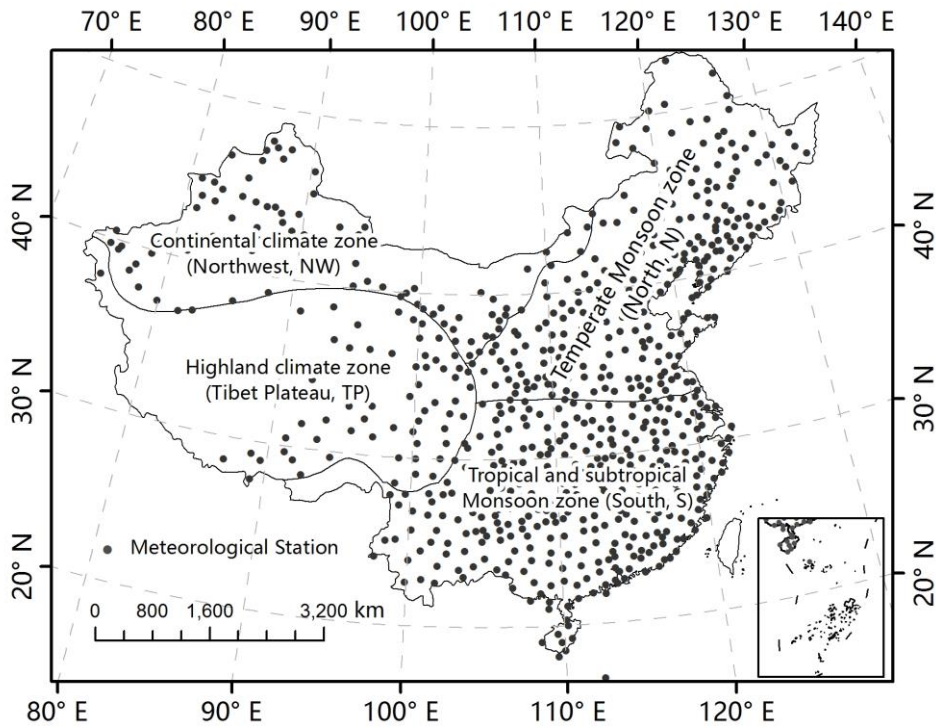 70° E 80° E 90° E 100° E 110° E 120° E 130° E 140° E
40° N
40° N
Temperate Monsoon zone
(North, N)
Continental climate zone
(Northwest, NW)
Highland climate zone
(Tibet Plateau, TP)
30° N
30° N
Tropical and subtropical
Monsoon zone (South, S)
Meteorological Station
20° N
20° N
0 800 1,600 3,200 km
80° E 90° E 100° E 110° E 120° E